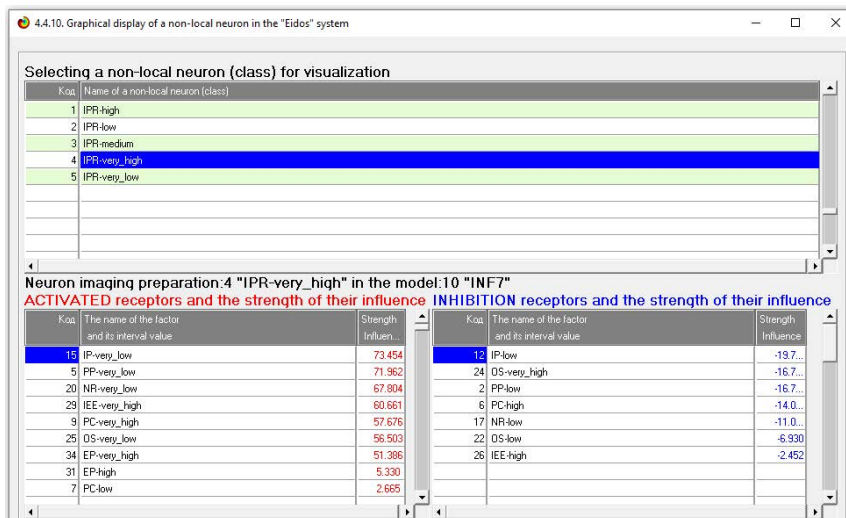 4.4.10. Graphical display of a non-local neuron in the "Eidos" system
Selecting a non-local neuron (class) for visualization
Код Name of a non-local neuron (class)
1 IPR-high
2 IPR-low
3 IPR-medium
4 IPR-very_high
5 IPR-very_low
Neuron imaging preparation:4 "IPR-very_high" in the model:10 "INF7"
ACTIVATED receptors and the strength of their influence INHIBITION receptors and the strength of their influence
Код The name of the factor Strength Код The name of the factor Strength
and its interval value Influen... and its interval value Influence
15 IP-very_low 73.454 12 IP-low -19.7...
5 PP-very_low 71.962 24 OS-very_high -16.7...
20 NR-very_low 67.804 2 PP-low -16.7...
29 IEE-very_high 60.661 6 PC-high -14.0...
9 PC-very_high 57.676 17 NR-low -11.0...
25 OS-very_low 56.503 22 OS-low -6.930
34 EP-very_high 51.386 26 IEE-high -2.452
31 EP-high 5.330
7 PC-low 2.665